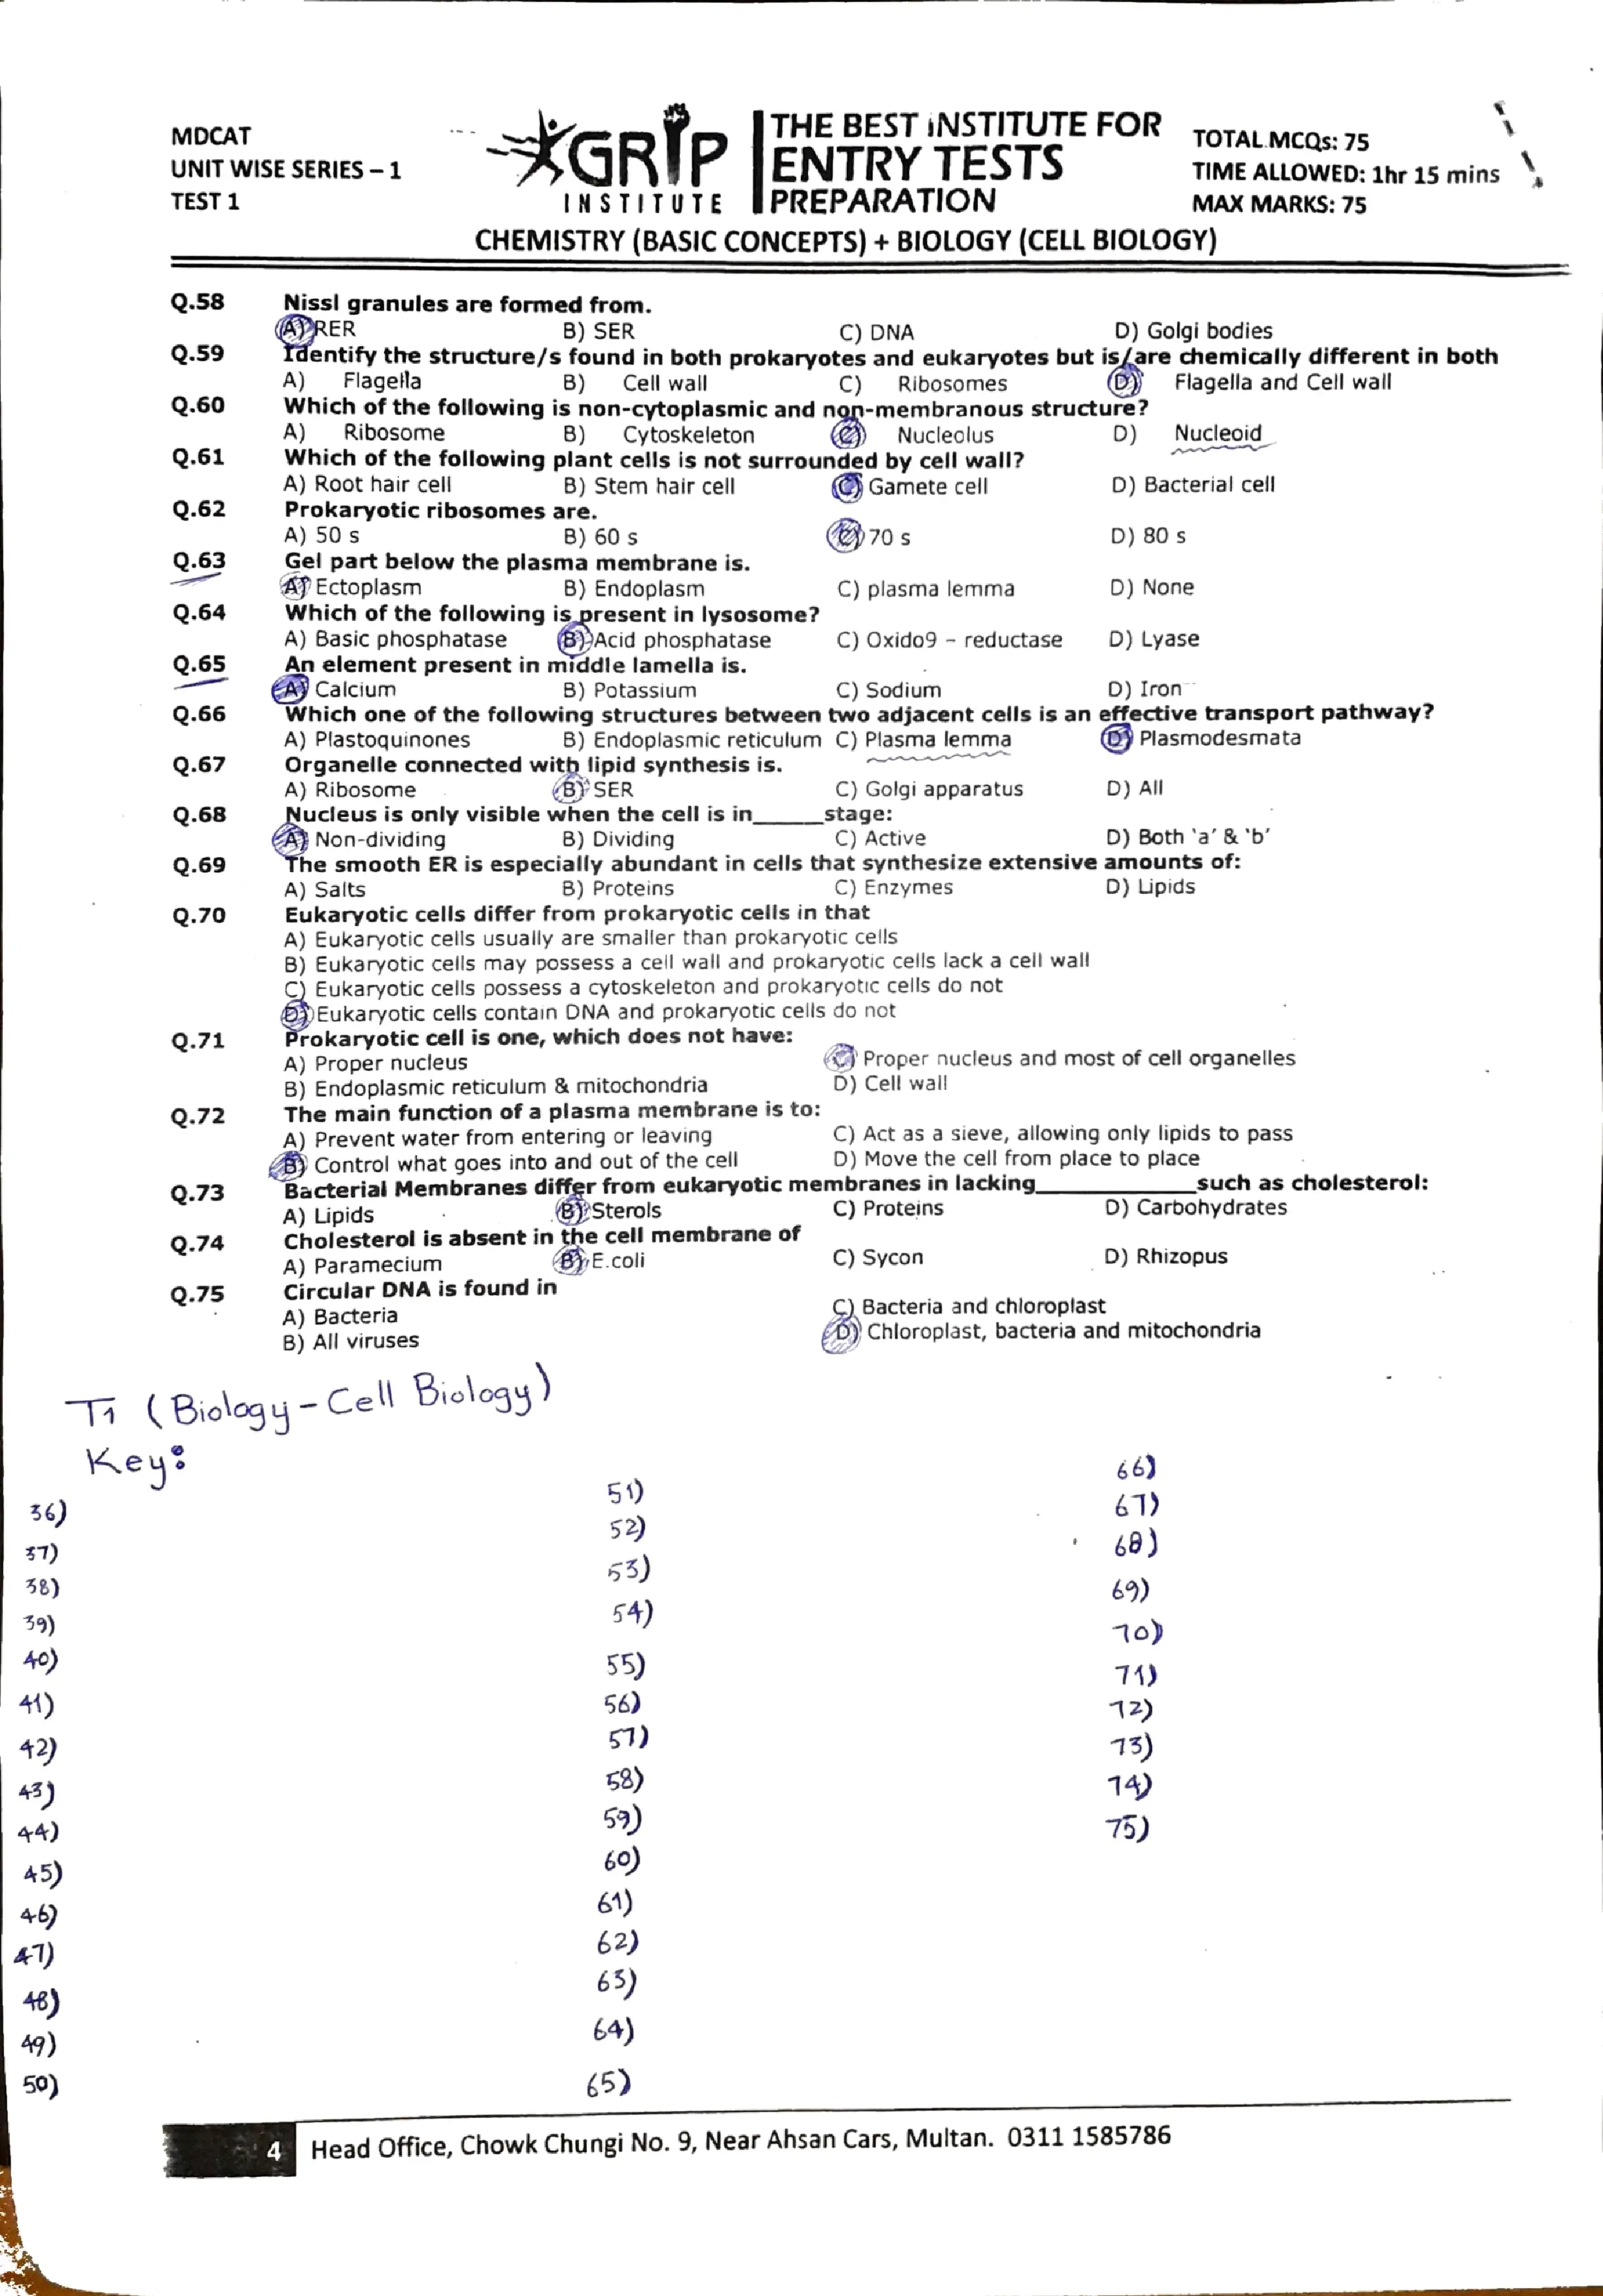 MDCAT
UNIT WISE SERIES – 1
TEST 1
GRIP
INSTITUTE
THE BEST iNSTITUTE FOR
ENTRY TESTS
PREPARATION
TOTAL MCQs: 75
TIME ALLOWED: 1hr 15 mins
MAX MARKS: 75
CHEMISTRY (BASIC CONCEPTS) + BIOLOGY (CELL BIOLOGY)
Q.58 Nissl granules are formed from.
A) RER B) SER C) DNA D) Golgi bodies
Q.59 Identify the structure/s found in both prokaryotes and eukaryotes but is/are chemically different in both
A) Flagella B) Cell wall C) Ribosomes D) Flagella and Cell wall
Q.60 Which of the following is non-cytoplasmic and non-membranous structure?
A) Ribosome B) Cytoskeleton C) Nucleolus D) Nucleoid
Q.61 Which of the following plant cells is not surrounded by cell wall?
A) Root hair cell B) Stem hair cell C) Gamete cell D) Bacterial cell
Q.62 Prokaryotic ribosomes are.
A) 50 s B) 60 s C) 70 s D) 80 s
Q.63 Gel part below the plasma membrane is.
A) Ectoplasm B) Endoplasm C) plasma lemma D) None
Q.64 Which of the following is present in lysosome?
A) Basic phosphatase B) Acid phosphatase C) Oxido9 – reductase D) Lyase
Q.65 An element present in middle lamella is.
A) Calcium B) Potassium C) Sodium D) Iron
Q.66 Which one of the following structures between two adjacent cells is an effective transport pathway?
A) Plastoquinones B) Endoplasmic reticulum C) Plasma lemma D) Plasmodesmata
Q.67 Organelle connected with lipid synthesis is.
A) Ribosome B) SER C) Golgi apparatus D) All
Q.68 Nucleus is only visible when the cell is in_____stage:
A) Non-dividing B) Dividing C) Active D) Both 'a' & 'b'
Q.69 The smooth ER is especially abundant in cells that synthesize extensive amounts of:
A) Salts B) Proteins C) Enzymes D) Lipids
Q.70 Eukaryotic cells differ from prokaryotic cells in that
A) Eukaryotic cells usually are smaller than prokaryotic cells
B) Eukaryotic cells may possess a cell wall and prokaryotic cells lack a cell wall
C) Eukaryotic cells possess a cytoskeleton and prokaryotic cells do not
D) Eukaryotic cells contain DNA and prokaryotic cells do not
Q.71 Prokaryotic cell is one, which does not have:
A) Proper nucleus C) Proper nucleus and most of cell organelles
B) Endoplasmic reticulum & mitochondria D) Cell wall
Q.72 The main function of a plasma membrane is to:
A) Prevent water from entering or leaving C) Act as a sieve, allowing only lipids to pass
B) Control what goes into and out of the cell D) Move the cell from place to place
Q.73 Bacterial Membranes differ from eukaryotic membranes in lacking____________such as cholesterol:
A) Lipids B) Sterols C) Proteins D) Carbohydrates
Q.74 Cholesterol is absent in the cell membrane of
A) Paramecium B) E.coli C) Sycon D) Rhizopus
Q.75 Circular DNA is found in
A) Bacteria C) Bacteria and chloroplast
B) All viruses D) Chloroplast, bacteria and mitochondria
T1 (Biology - Cell Biology)
Key:
36)
37)
38)
39)
40)
41)
42)
43)
44)
45)
46)
47)
48)
49)
50)
51)
52)
53)
54)
55)
56)
57)
58)
59)
60)
61)
62)
63)
64)
65)
66)
67)
68)
69)
70)
71)
72)
73)
74)
75)
4 Head Office, Chowk Chungi No. 9, Near Ahsan Cars, Multan. 0311 1585786